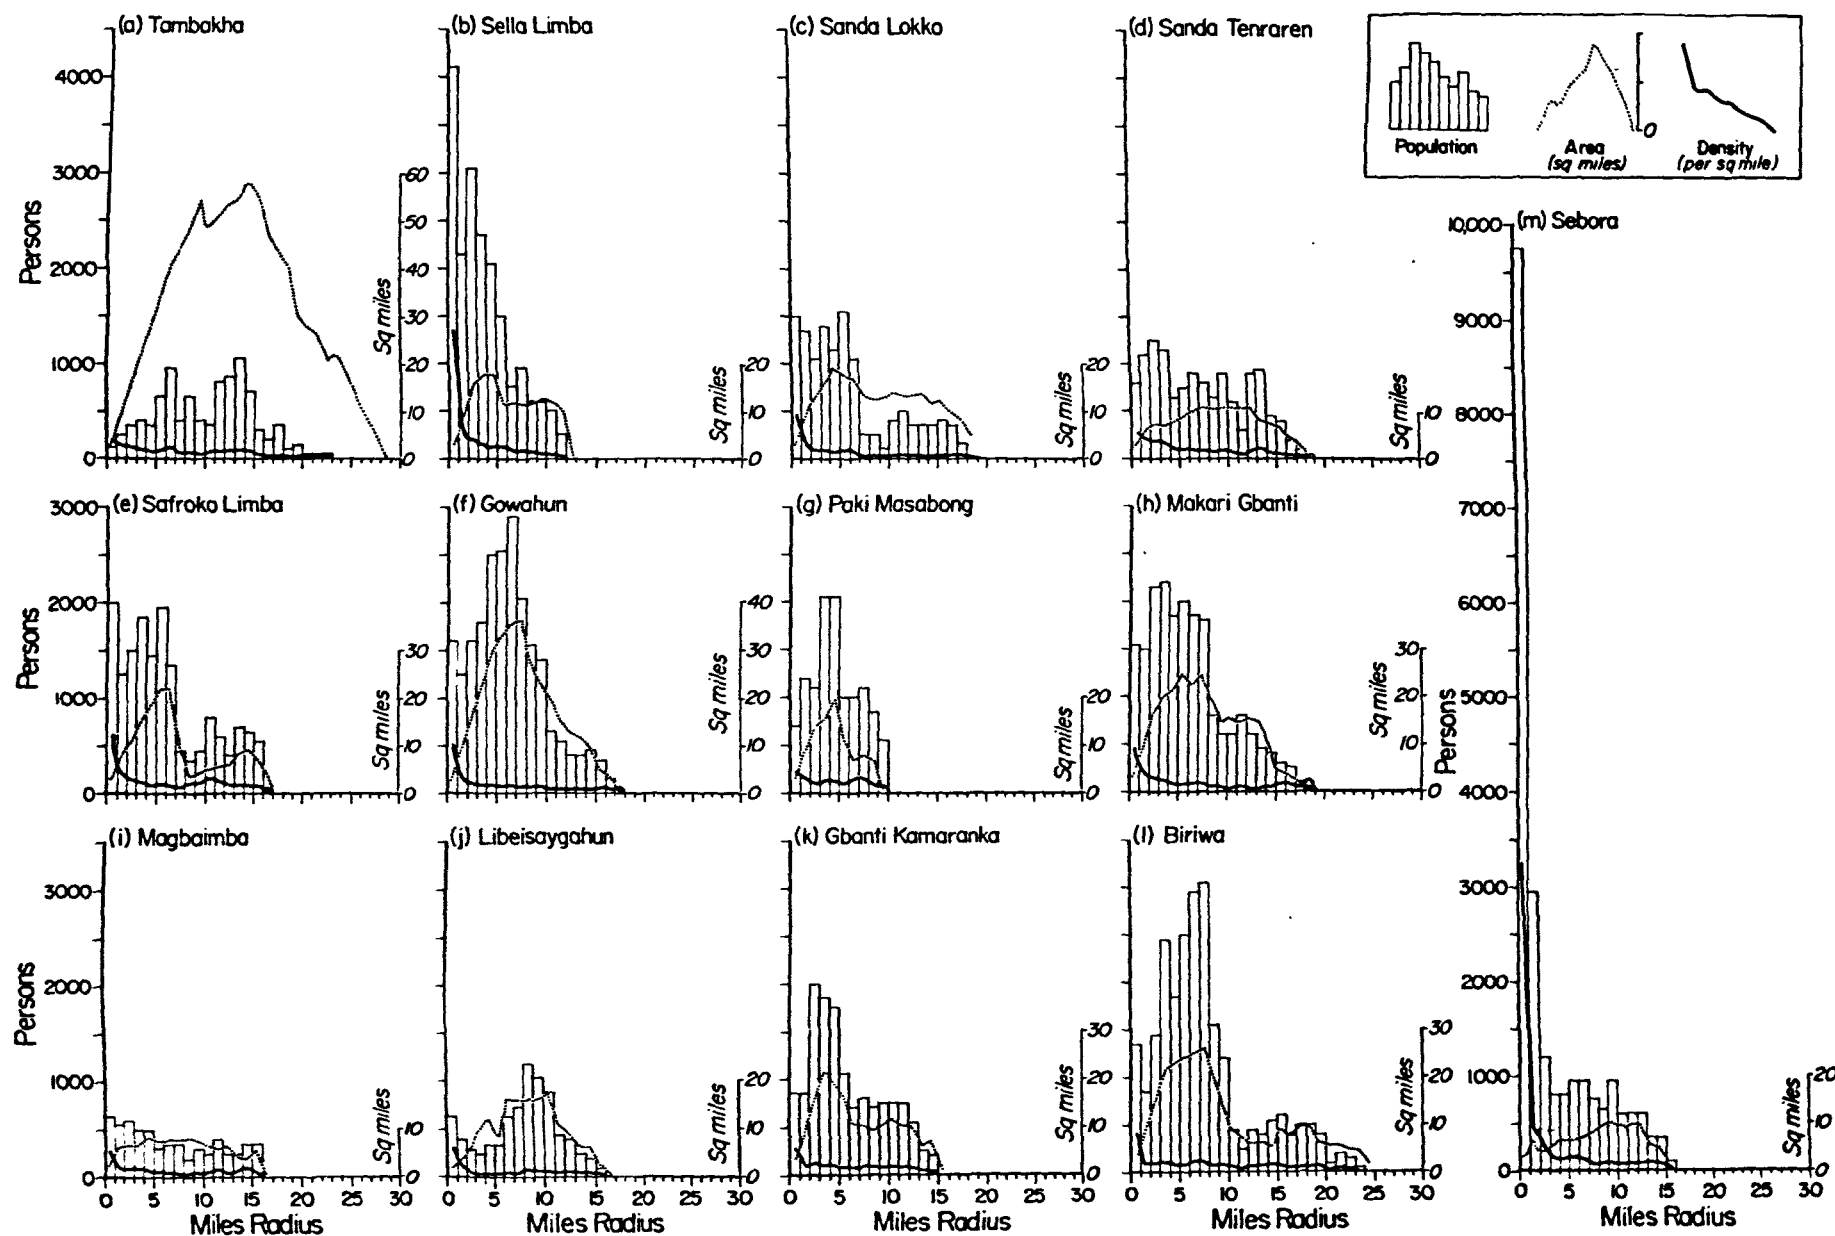 (a) Tambakha
(b) Sella Limba
(c) Sanda Lokko
(d) Sanda Tenraren
Population
Area
(sq miles)
0
Density
(per sq mile)
4000
3000
2000
1000
0
Persons
60
50
40
30
20
10
0
Sq miles
20
10
0
Sq miles
20
10
0
Sq miles
10
0
Sq miles
(e) Safroko Limba
(f) Gowahun
(g) Paki Masabong
(h) Makari Gbanti
3000
2000
1000
0
Persons
30
20
10
0
Sq miles
40
30
20
10
0
Sq miles
20
10
0
Sq miles
30
20
10
0
Sq miles
(i) Magbaimba
(j) Libeisaygahun
(k) Gbanti Kamaranka
(l) Biriwa
3000
2000
1000
0
Persons
10
0
Sq miles
20
10
0
Sq miles
30
20
10
0
Sq miles
30
20
10
0
Sq miles
0 5 10 15 20 25 30
Miles Radius
0 5 10 15 20 25 30
Miles Radius
0 5 10 15 20 25 30
Miles Radius
0 5 10 15 20 25 30
Miles Radius
(m) Sebora
10,000
9000
8000
7000
6000
5000
4000
3000
2000
1000
0
Persons
20
10
0
Sq miles
0 5 10 15 20 25 30
Miles Radius